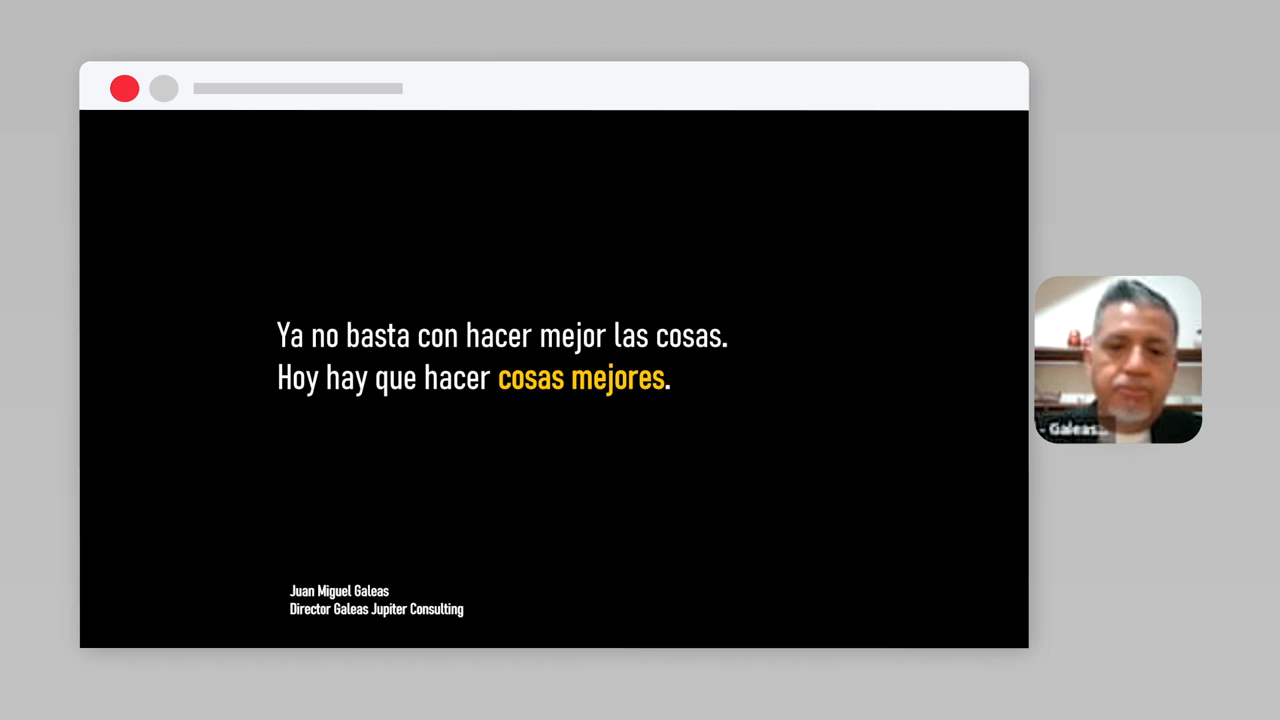 Ya no basta con hacer mejor las cosas.
Hoy hay que hacer cosas mejores.
Juan Miguel Galeas
Director Galeas Jupiter Consulting
- Galeas...